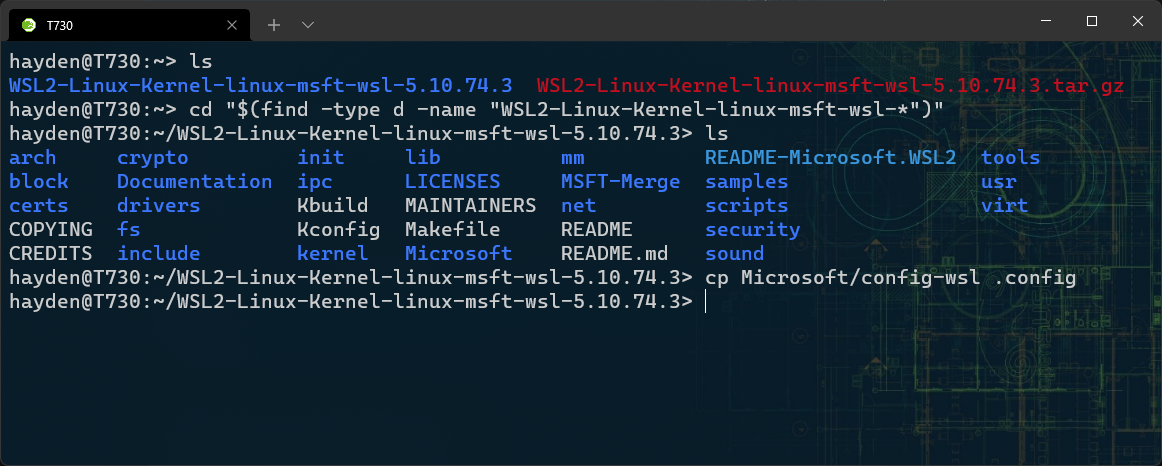 T730
hayden@T730:~> ls
WSL2-Linux-Kernel-linux-msft-wsl-5.10.74.3  WSL2-Linux-Kernel-linux-msft-wsl-5.10.74.3.tar.gz
hayden@T730:~> cd "$(find -type d -name "WSL2-Linux-Kernel-linux-msft-wsl-*")"
hayden@T730:~/WSL2-Linux-Kernel-linux-msft-wsl-5.10.74.3> ls
arch     crypto         init     lib          mm          README-Microsoft.WSL2  tools
block    Documentation  ipc      LICENSES     MSFT-Merge  samples                usr
certs    drivers        Kbuild   MAINTAINERS  net         scripts                virt
COPYING  fs             Kconfig  Makefile     README      security
CREDITS  include        kernel   Microsoft    README.md   sound
hayden@T730:~/WSL2-Linux-Kernel-linux-msft-wsl-5.10.74.3> cp Microsoft/config-wsl .config
hayden@T730:~/WSL2-Linux-Kernel-linux-msft-wsl-5.10.74.3>